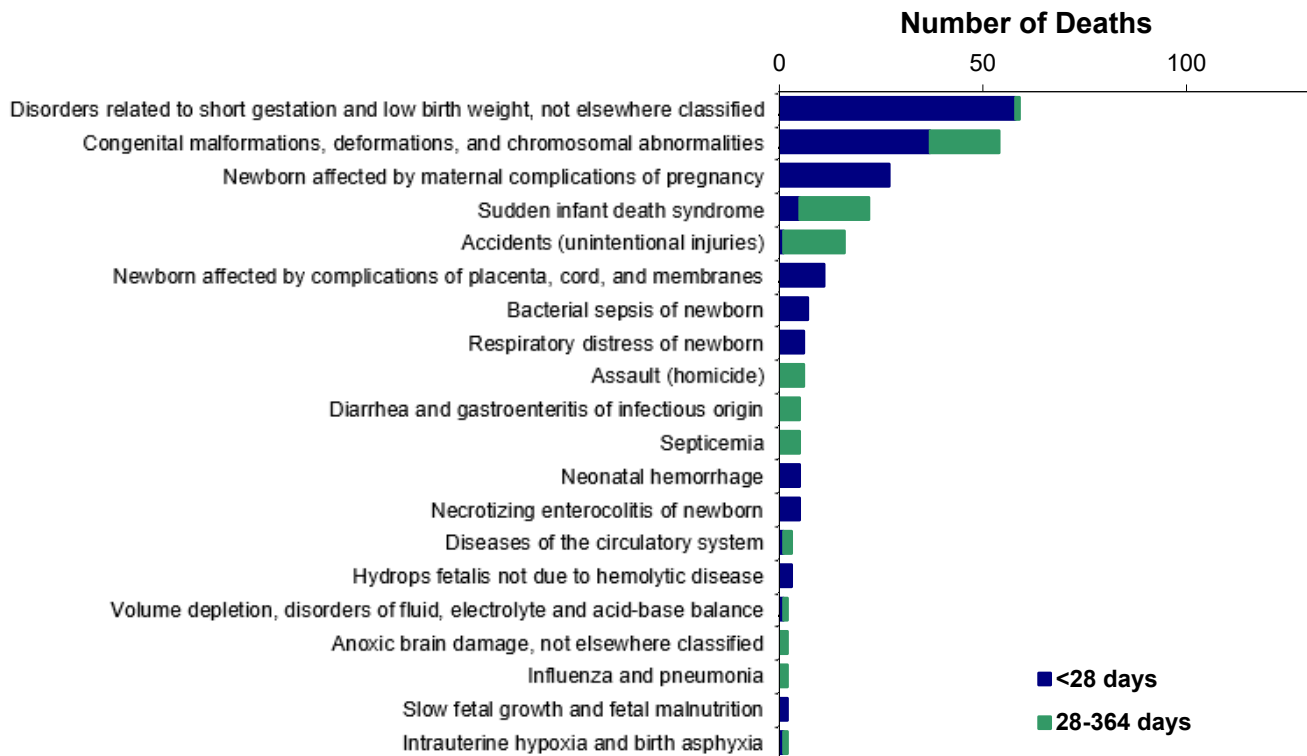 Number of Deaths
0 50 100
Disorders related to short gestation and low birth weight, not elsewhere classified
Congenital malformations, deformations, and chromosomal abnormalities
Newborn affected by maternal complications of pregnancy
Sudden infant death syndrome
Accidents (unintentional injuries)
Newborn affected by complications of placenta, cord, and membranes
Bacterial sepsis of newborn
Respiratory distress of newborn
Assault (homicide)
Diarrhea and gastroenteritis of infectious origin
Septicemia
Neonatal hemorrhage
Necrotizing enterocolitis of newborn
Diseases of the circulatory system
Hydrops fetalis not due to hemolytic disease
Volume depletion, disorders of fluid, electrolyte and acid-base balance
Anoxic brain damage, not elsewhere classified
Influenza and pneumonia
Slow fetal growth and fetal malnutrition
Intrauterine hypoxia and birth asphyxia
<28 days
28-364 days